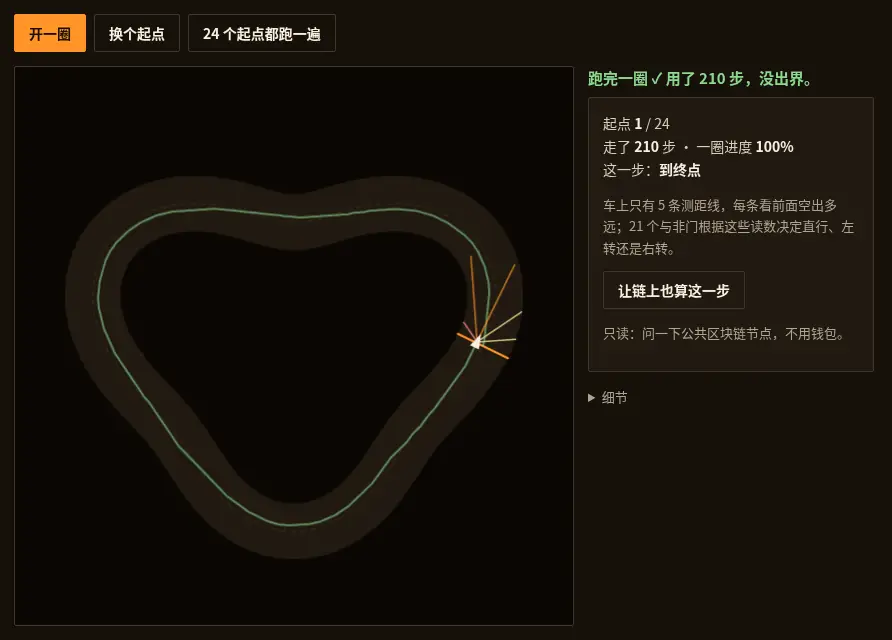 开一圈
换个起点
24 个起点都跑一遍
跑完一圈 ✓ 用了 210 步，没出界。
起点 1 / 24
走了 210 步 · 一圈进度 100%
这一步：到终点
车上只有 5 条测距线，每条看前面空出多
远；21 个与非门根据这些读数决定直行、左
转还是右转。
让链上也算这一步
只读：问一下公共区块链节点，不用钱包。
▶ 细节